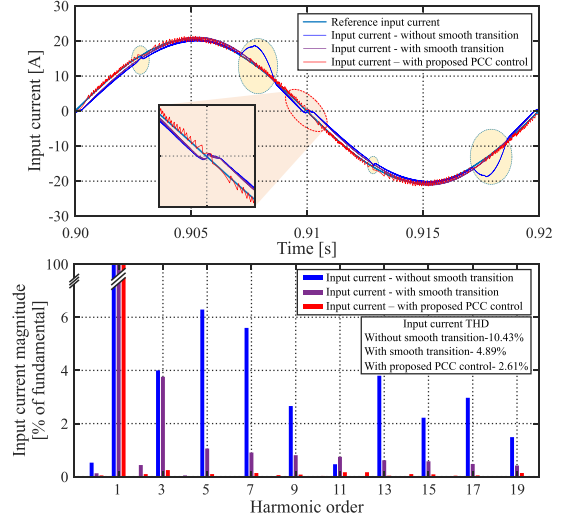 30
20
10
0
-10
-20
-30
Input current [A]
Reference input current
Input current - without smooth transition
Input current - with smooth transition
Input current – with proposed PCC control
0.90
0.905
0.91
0.915
0.92
Time [s]
100
6
4
2
0
Input current magnitude
[% of fundamental]
Input current - without smooth transition
Input current - with smooth transition
Input current – with proposed PCC control
Input current THD
Without smooth transition-10.43%
With smooth transition- 4.89%
With proposed PCC control- 2.61%
1
3
5
7
9
11
13
15
17
19
Harmonic order